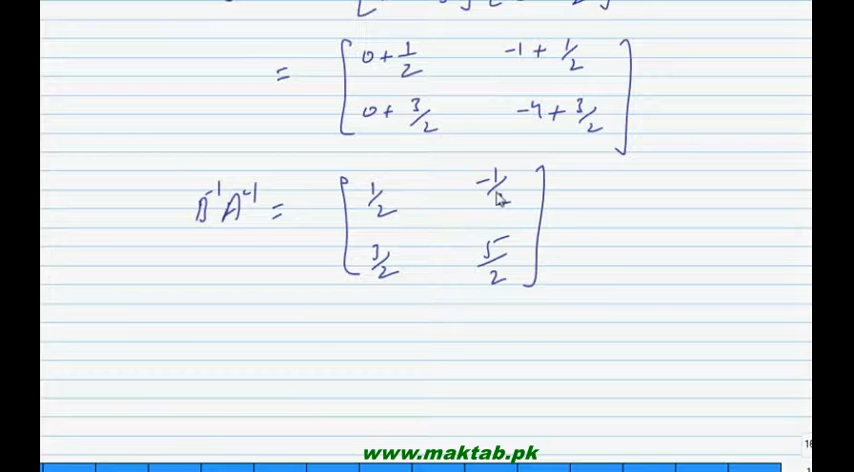 = [ 0 + 1/2   -1 + 1/2
0 + 3/2   -4 + 3/2 ]
B⁻¹A⁻¹ = [ 1/2   -1/2
3/2   5/2 ]
www.maktab.pk